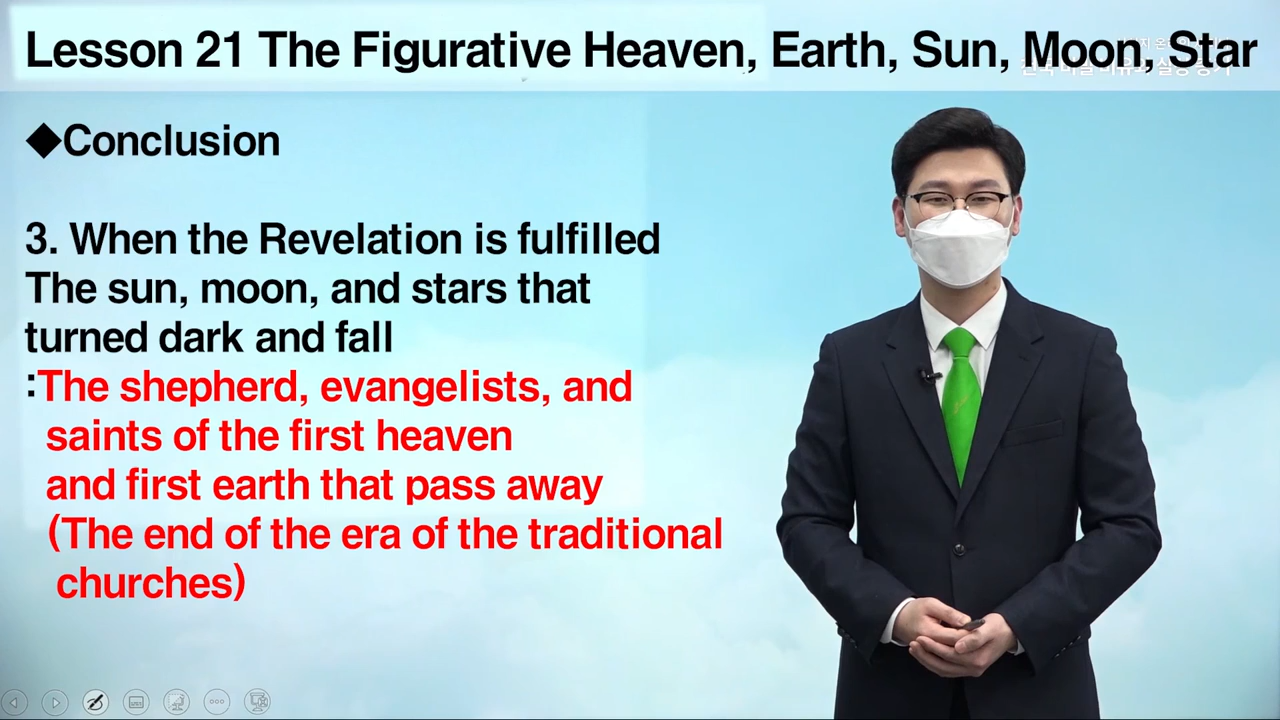 Lesson 21 The Figurative Heaven, Earth, Sun, Moon, Star
◆Conclusion
3. When the Revelation is fulfilled
The sun, moon, and stars that
turned dark and fall
:The shepherd, evangelists, and
saints of the first heaven
and first earth that pass away
(The end of the era of the traditional
churches)